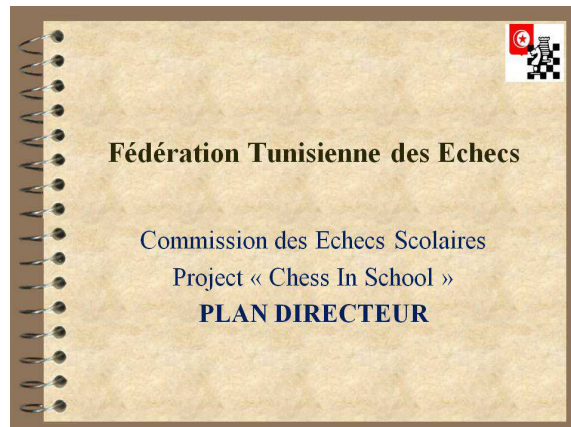 Fédération Tunisienne des Echecs
Commission des Echecs Scolaires
Project « Chess In School »
PLAN DIRECTEUR